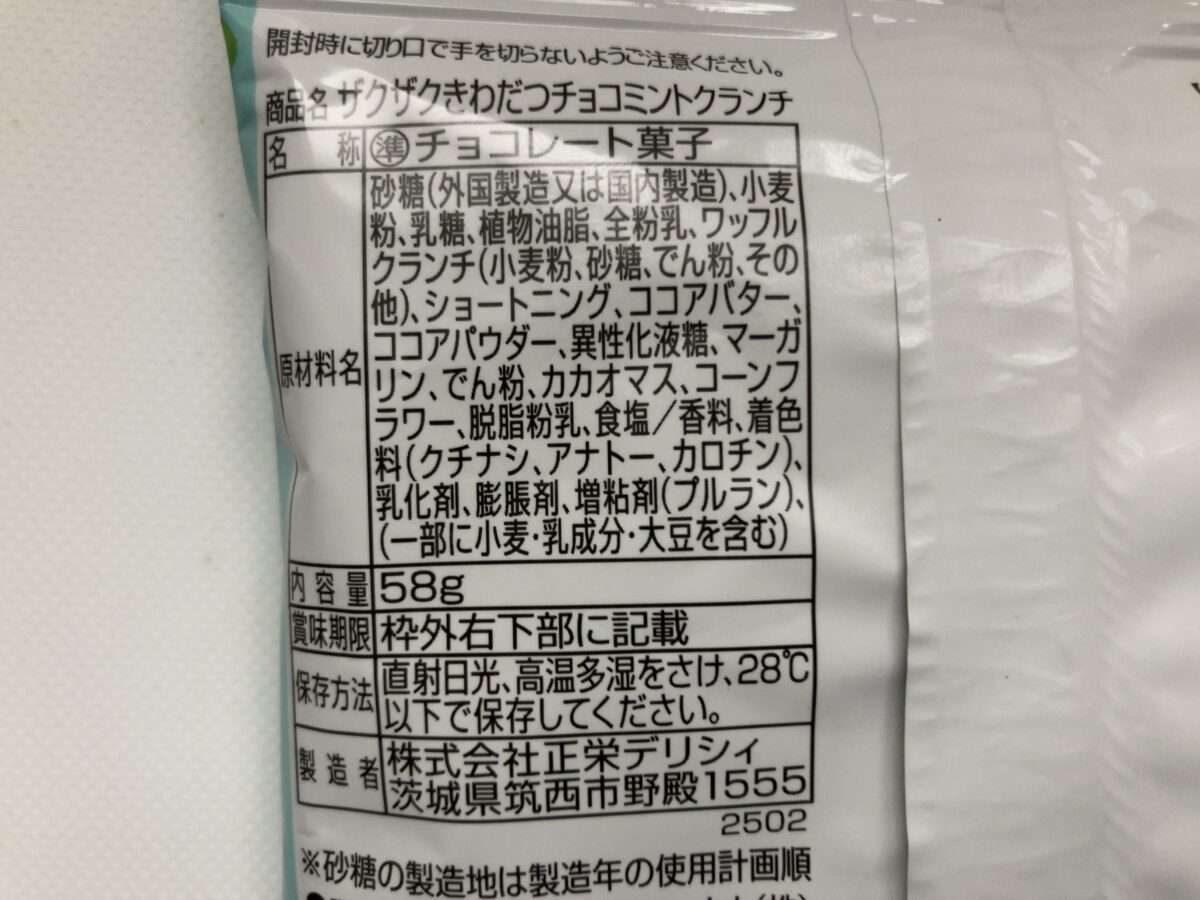 開封時に切り口で手を切らないようご注意ください。
商品名 ザクザクきわだつチョコミントクランチ
名称 準チョコレート菓子
原材料名
砂糖(外国製造又は国内製造)、小麦
粉、乳糖、植物油脂、全粉乳、ワッフル
クランチ(小麦粉、砂糖、でん粉、その
他)、ショートニング、ココアバター、
ココアパウダー、異性化液糖、マーガ
リン、でん粉、カカオマス、コーンフ
ラワー、脱脂粉乳、食塩／香料、着色
料(クチナシ、アナトー、カロチン)、
乳化剤、膨脹剤、増粘剤(プルラン)、
(一部に小麦・乳成分・大豆を含む)
内容量 58g
賞味期限 枠外右下部に記載
保存方法
直射日光、高温多湿をさけ、28℃
以下で保存してください。
製造者
株式会社正栄デリシィ
茨城県筑西市野殿1555
2502
※砂糖の製造地は製造年の使用計画順